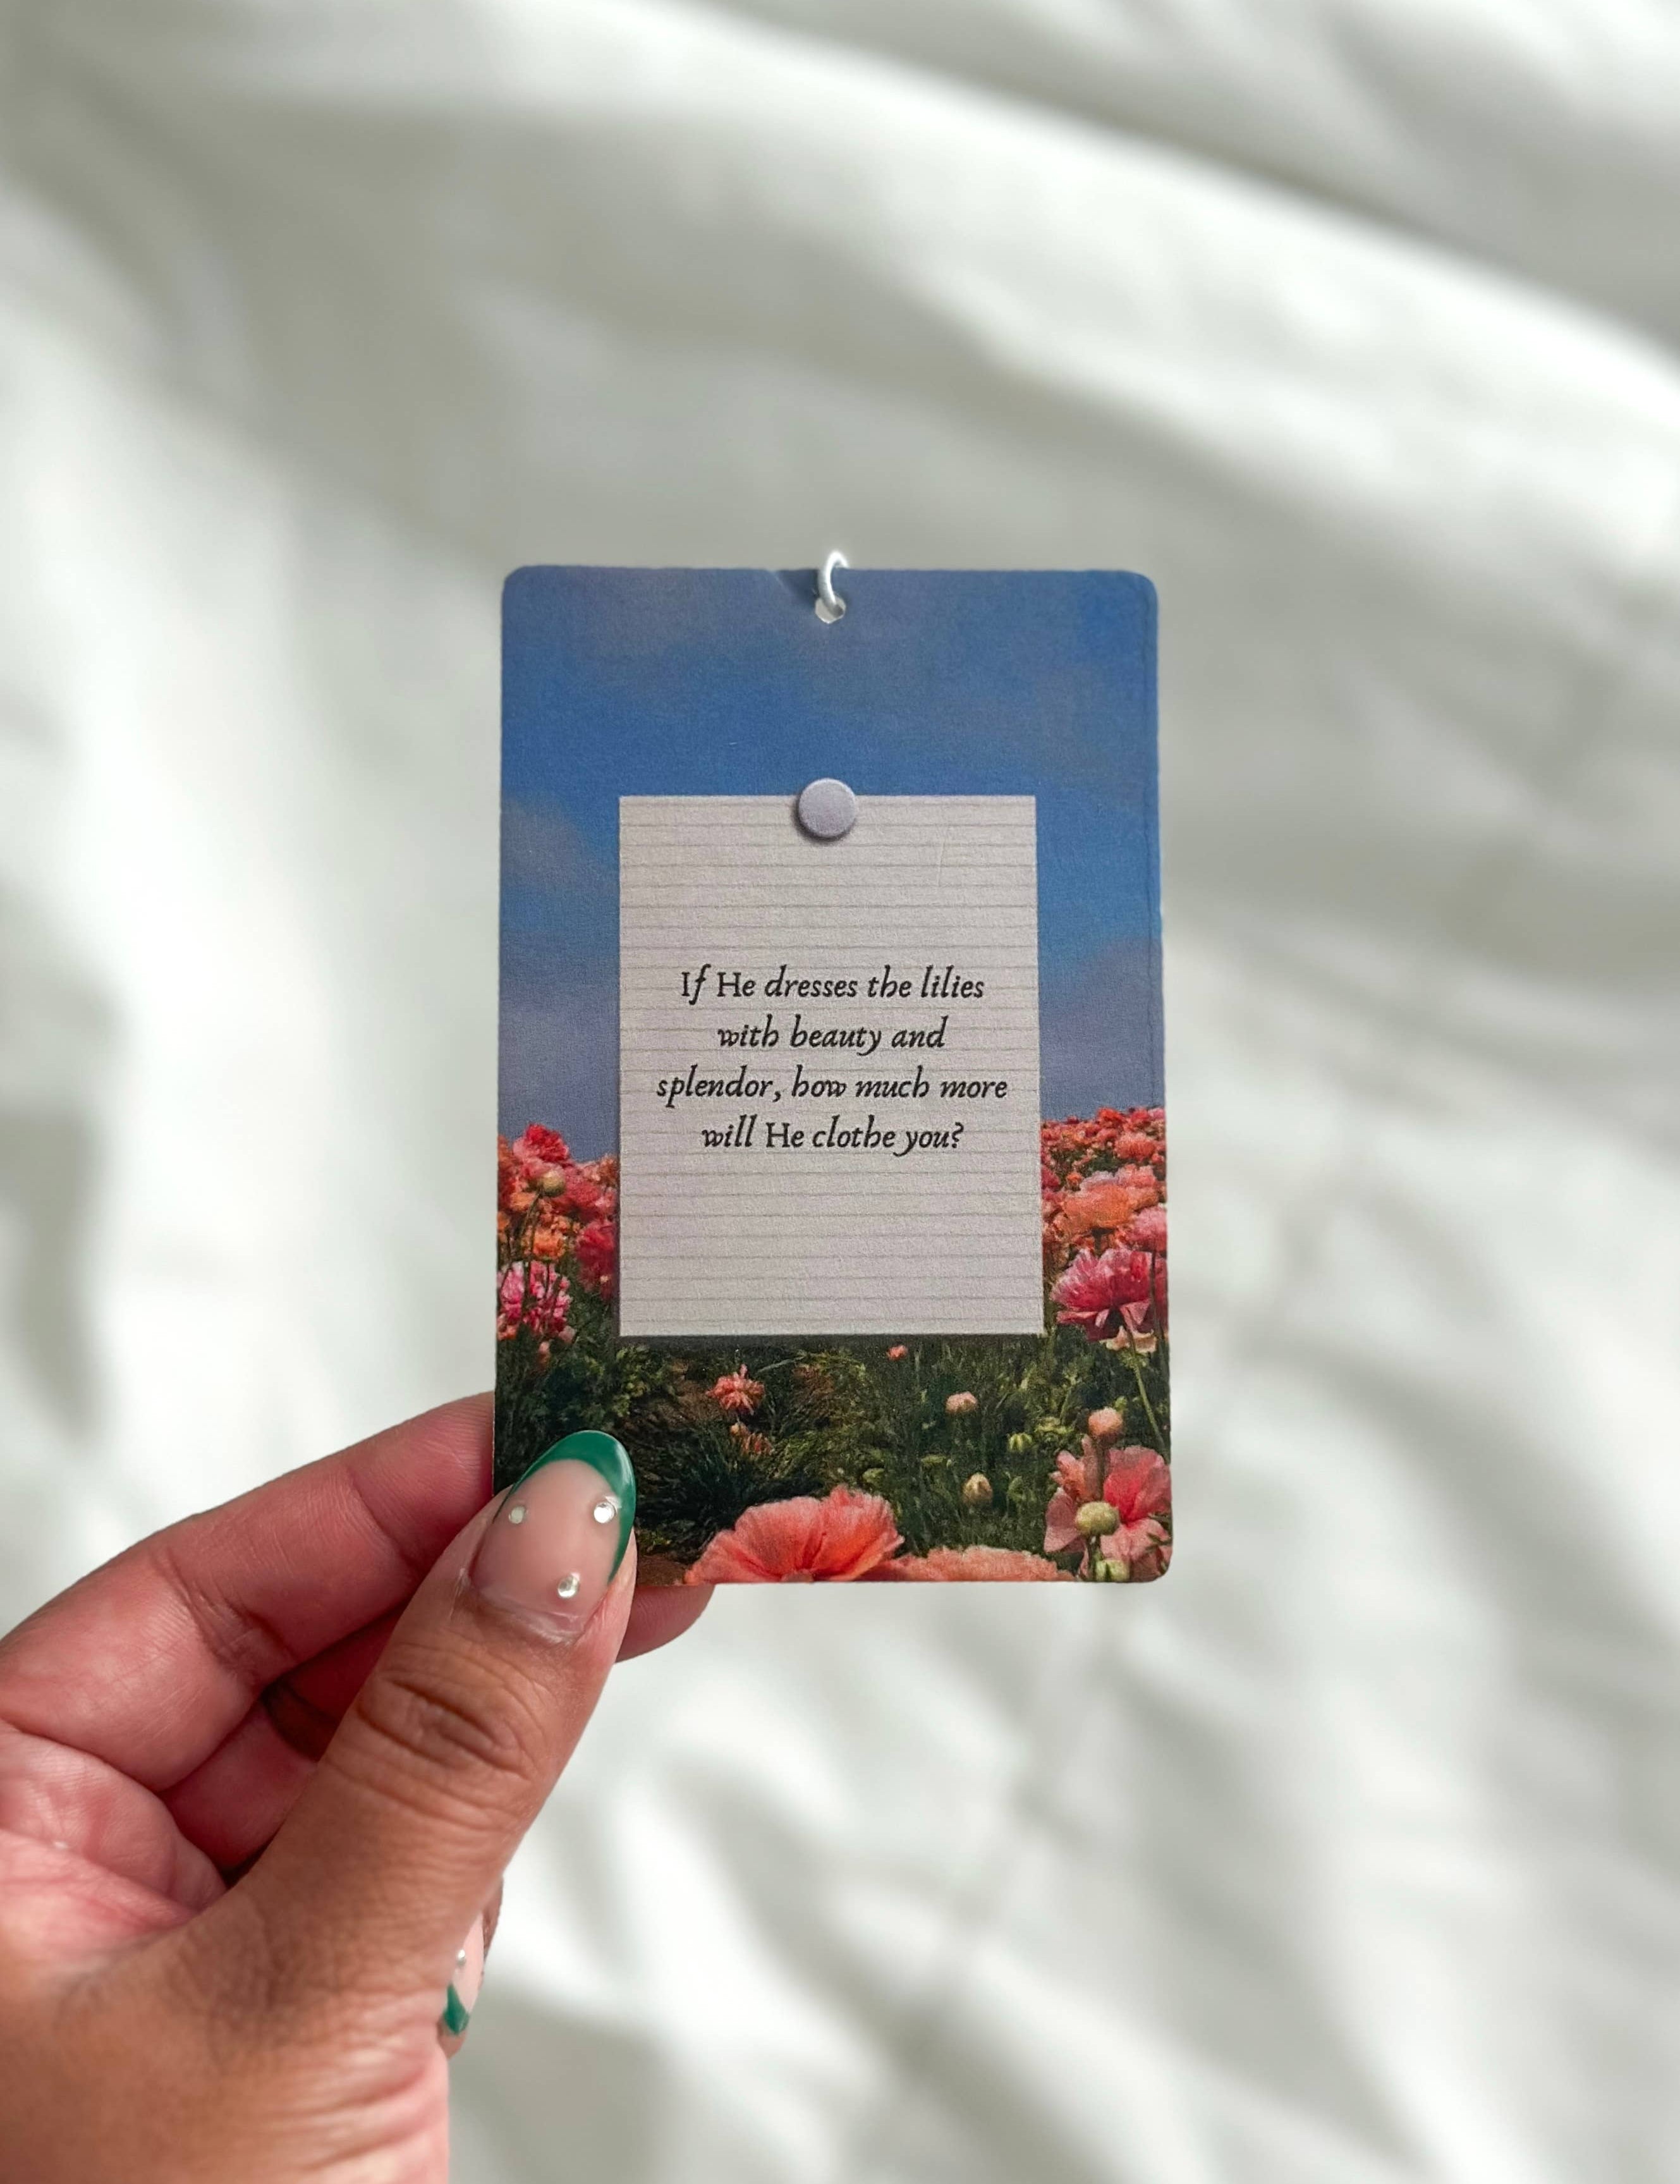 If He dresses the lilies
with beauty and
splendor, how much more
will He clothe you?